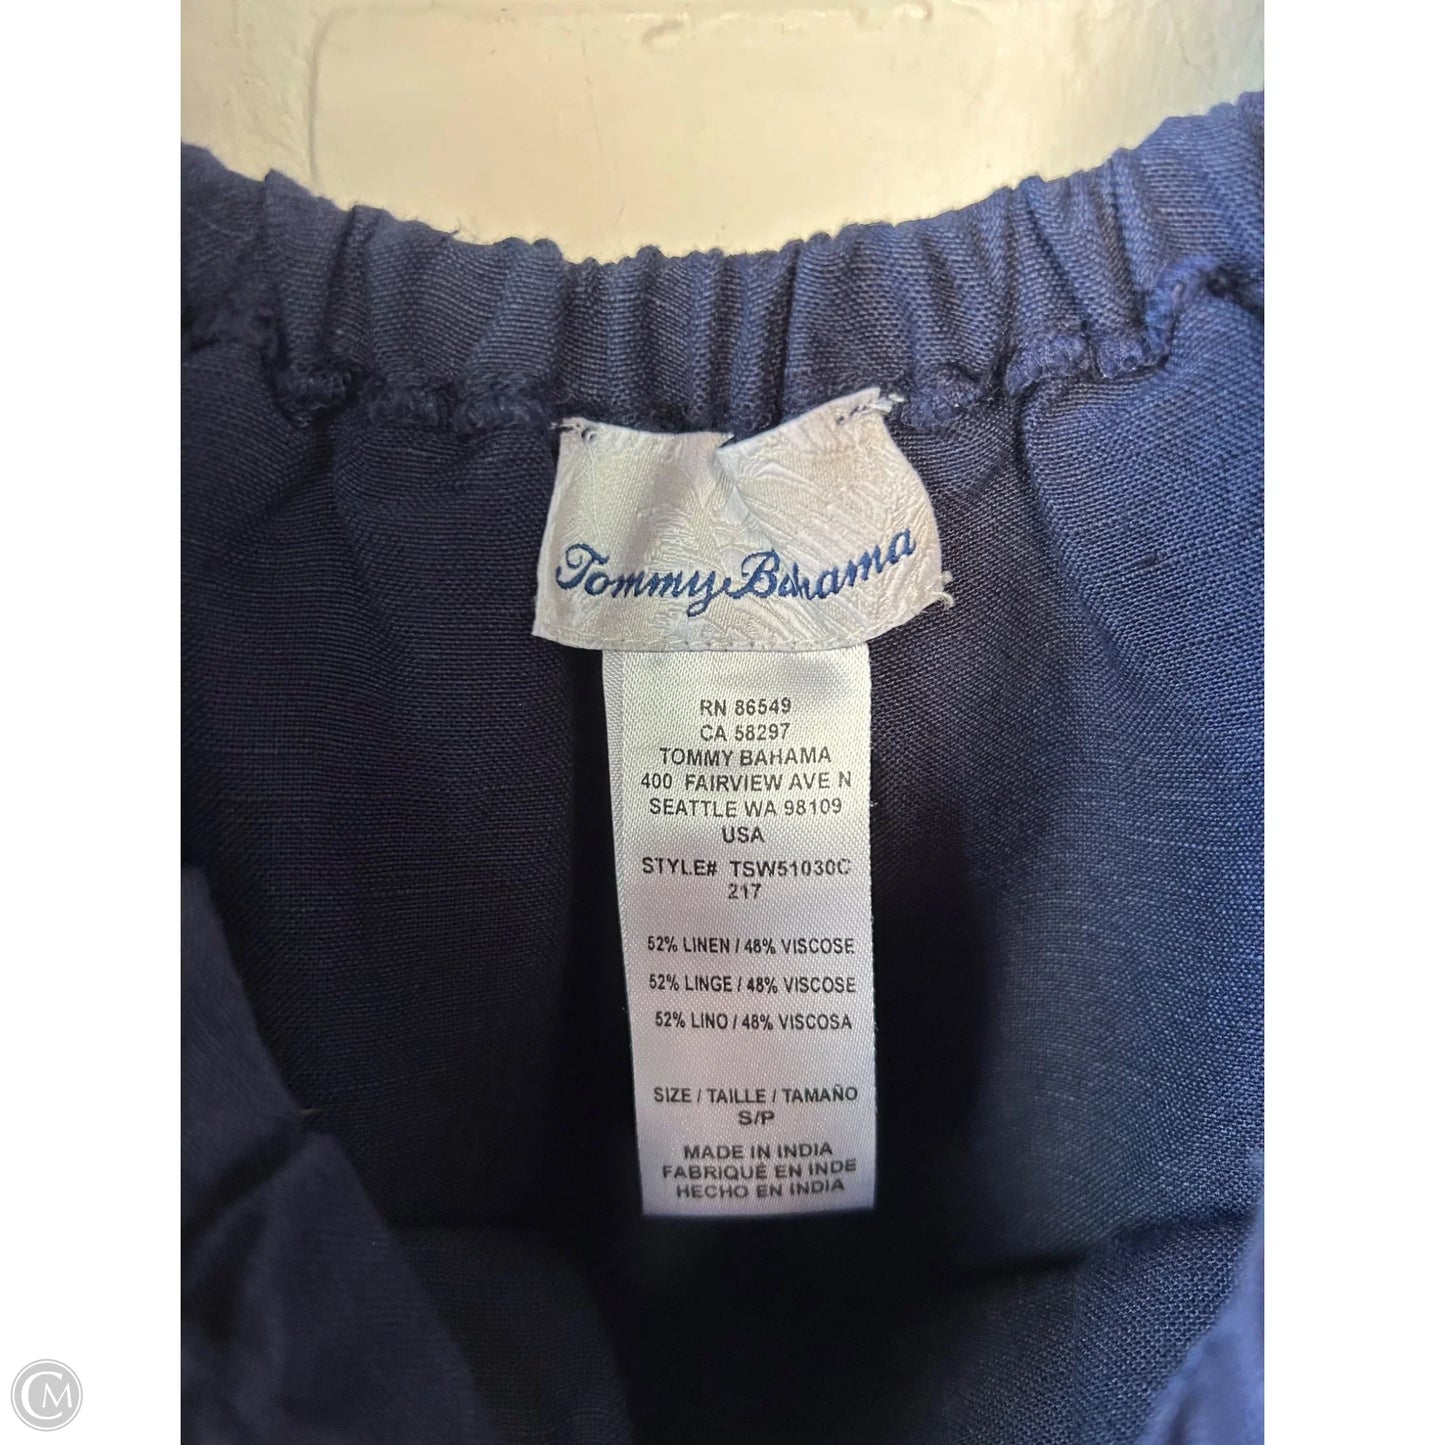 Tommy Bahama
RN 86549
CA 58297
TOMMY BAHAMA
400 FAIRVIEW AVE N
SEATTLE WA 98109
USA
STYLE# TSW51030C
217
52% LINEN / 48% VISCOSE
52% LINGE / 48% VISCOSE
52% LINO / 48% VISCOSA
SIZE / TAILLE / TAMAÑO
S/P
MADE IN INDIA
FABRIQUÉ EN INDE
HECHO EN INDIA
CM